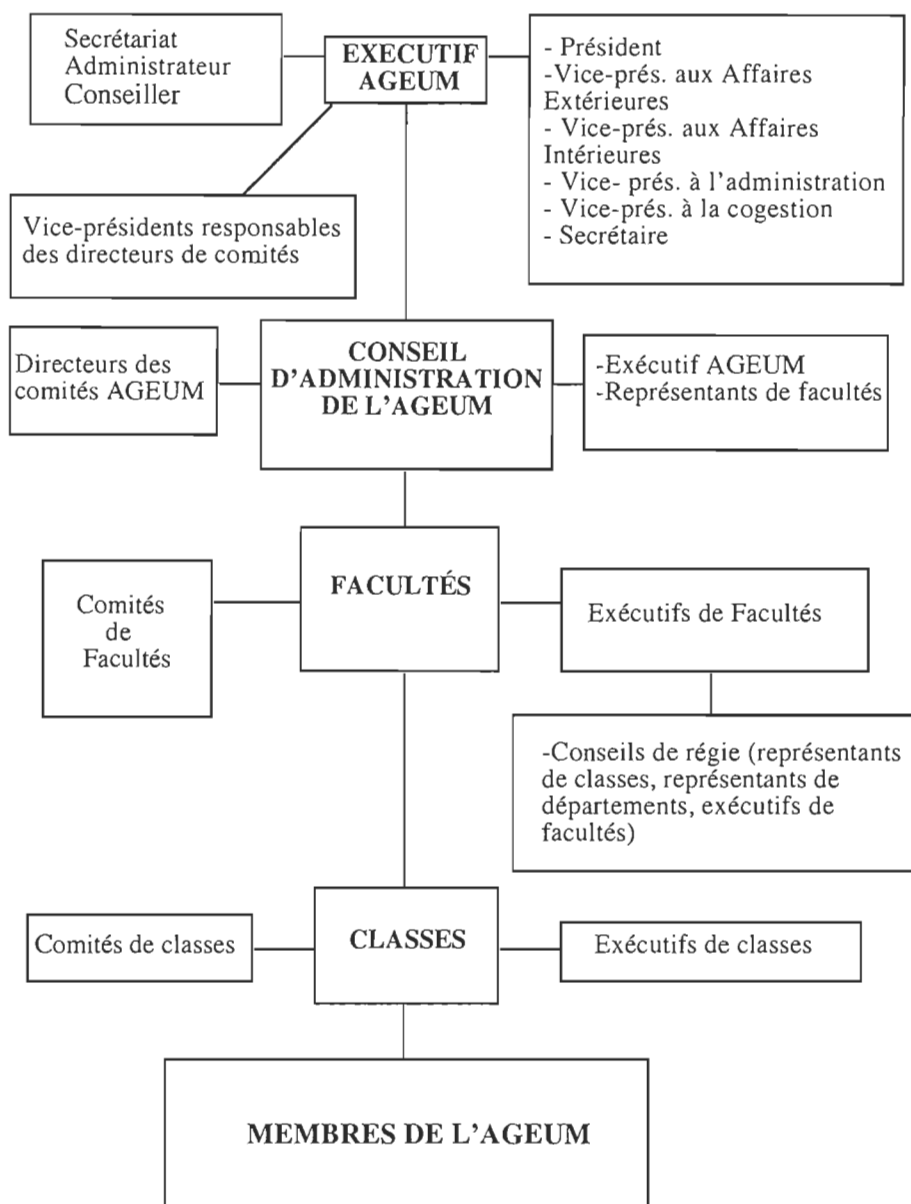 Secrétariat
Administrateur
Conseiller
EXECUTIF
AGEUM
- Président
-Vice-prés. aux Affaires
Extérieures
- Vice-prés. aux Affaires
Intérieures
- Vice- prés. à l'administration
- Vice-prés. à la cogestion
- Secrétaire
Vice-présidents responsables
des directeurs de comités
Directeurs des
comités AGEUM
CONSEIL
D'ADMINISTRATION
DE L'AGEUM
-Exécutif AGEUM
-Représentants de facultés
Comités
de
Facultés
FACULTÉS
Exécutifs de Facultés
-Conseils de régie (représentants
de classes, représentants de
départements, exécutifs de
facultés)
Comités de classes
CLASSES
Exécutifs de classes
MEMBRES DE L'AGEUM